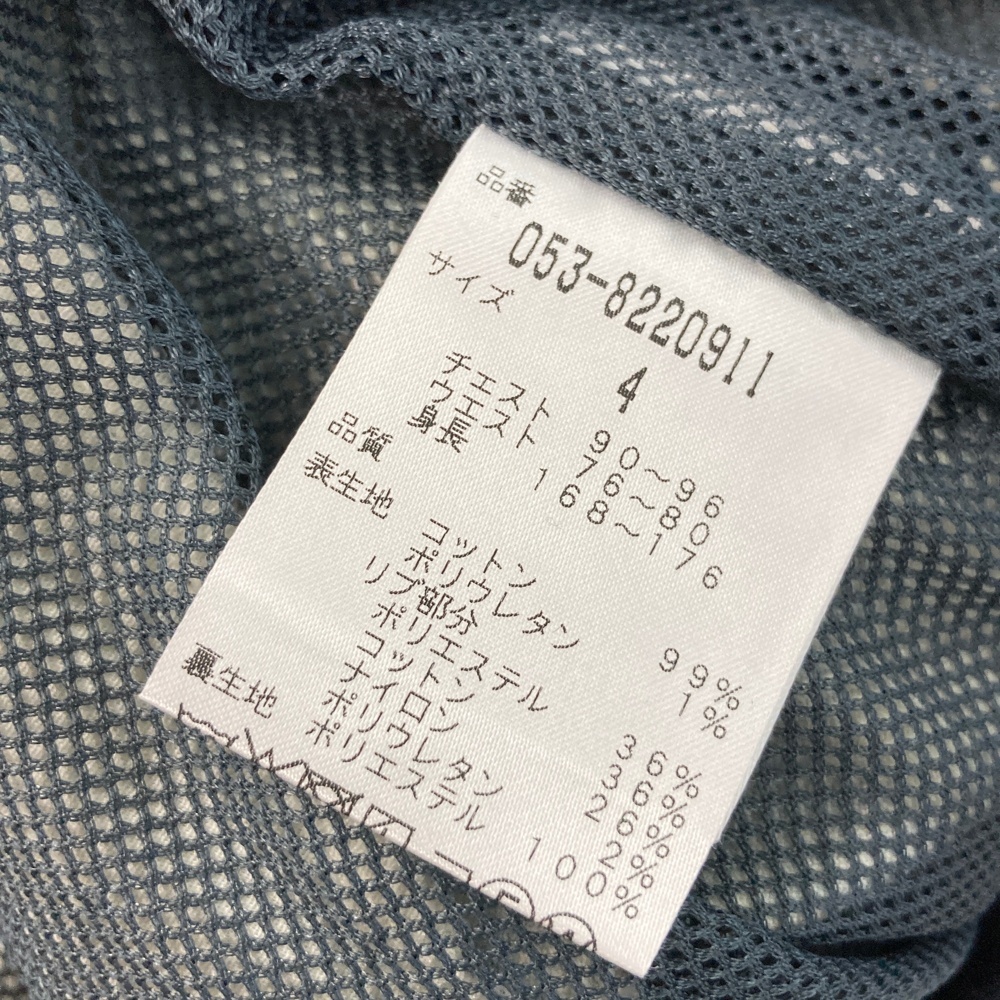 品番
053-8220911
サイズ
4
チェスト 90～96
ウエスト 76～80
身長 168～176
品質
表生地
コットン 99%
ポリウレタン 1%
リブ部分
ポリエステル 36%
コットン 36%
ナイロン 26%
ポリウレタン 2%
裏生地 ポリエステル 100%